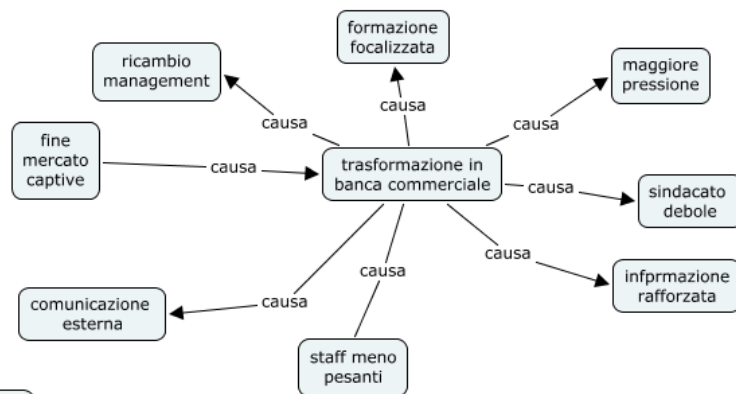 formazione
focalizzata
ricambio
management
maggiore
pressione
causa
causa
causa
fine
mercato
captive
causa
trasformazione in
banca commerciale
causa
sindacato
debole
causa
causa
infprmazione
rafforzata
comunicazione
esterna
causa
staff meno
pesanti